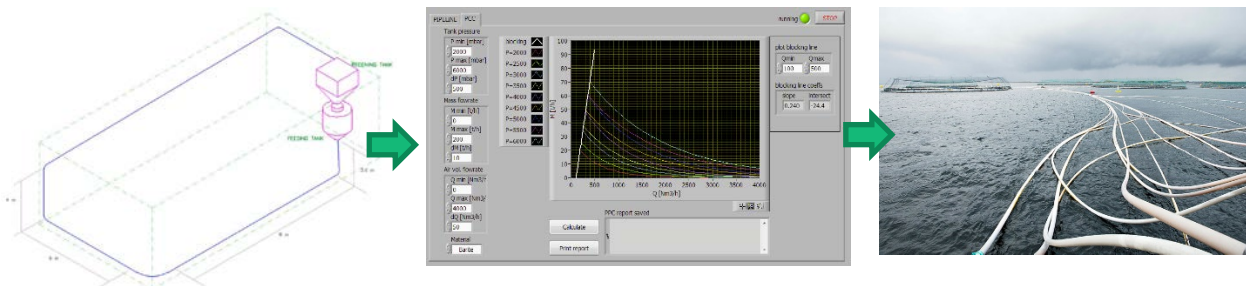 FEEDING TANK
FEEDING TANK
PIPELINE PCC
running STOP
Tank pressure
P min [mbar]
2000
P max [mbar]
6000
dP [mbar]
500
Mass flowrate
M min [t/h]
0
M max [t/h]
200
dM [t/h]
10
Air vol. flowrate
Q min [Nm3/h
0
Q max [Nm3/
4000
dQ [Nm3/h]
50
Material
Barite
blocking
P=2000
P=2500
P=3000
P=3500
P=4000
P=4500
P=5000
P=5500
P=6000
M [t/h]
100
90
80
70
60
50
40
30
20
10
0
0 500 1000 1500 2000 2500 3000 3500 4000
Q [Nm3/h]
plot blocking line
Qmin Qmax
100 500
blocking line coeffs
slope intersect
0,240 -24,4
PPC report saved
Calculate
Print report